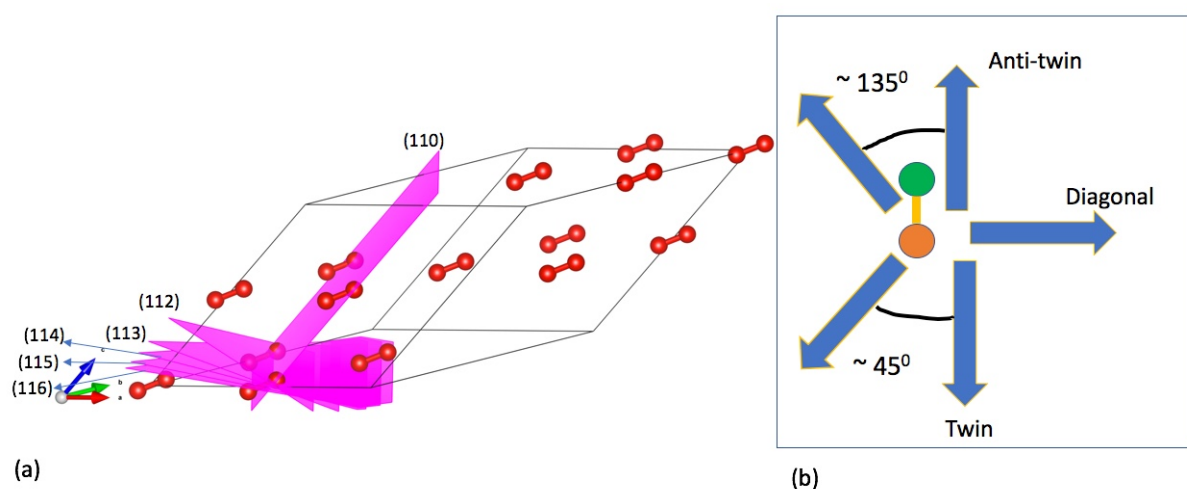 (110)
(112)
(113)
(114)
(115)
(116)
c
b
a
(a)
Anti-twin
~ 135⁰
Diagonal
~ 45⁰
Twin
(b)